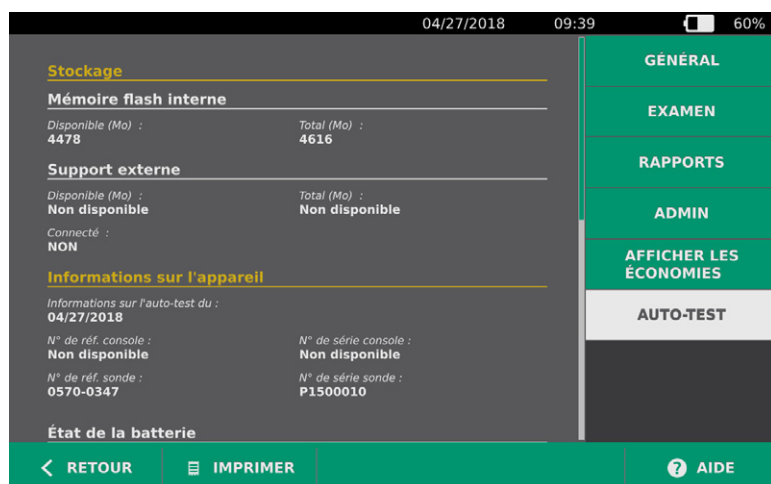 04/27/2018 09:39 60%
Stockage
Mémoire flash interne
Disponible (Mo) : Total (Mo) :
4478 4616
Support externe
Disponible (Mo) : Total (Mo) :
Non disponible Non disponible
Connecté :
NON
Informations sur l'appareil
Informations sur l'auto-test du :
04/27/2018
N° de réf. console : N° de série console :
Non disponible Non disponible
N° de réf. sonde : N° de série sonde :
0570-0347 P1500010
État de la batterie
GÉNÉRAL
EXAMEN
RAPPORTS
ADMIN
AFFICHER LES
ÉCONOMIES
AUTO-TEST
RETOUR IMPRIMER ? AIDE